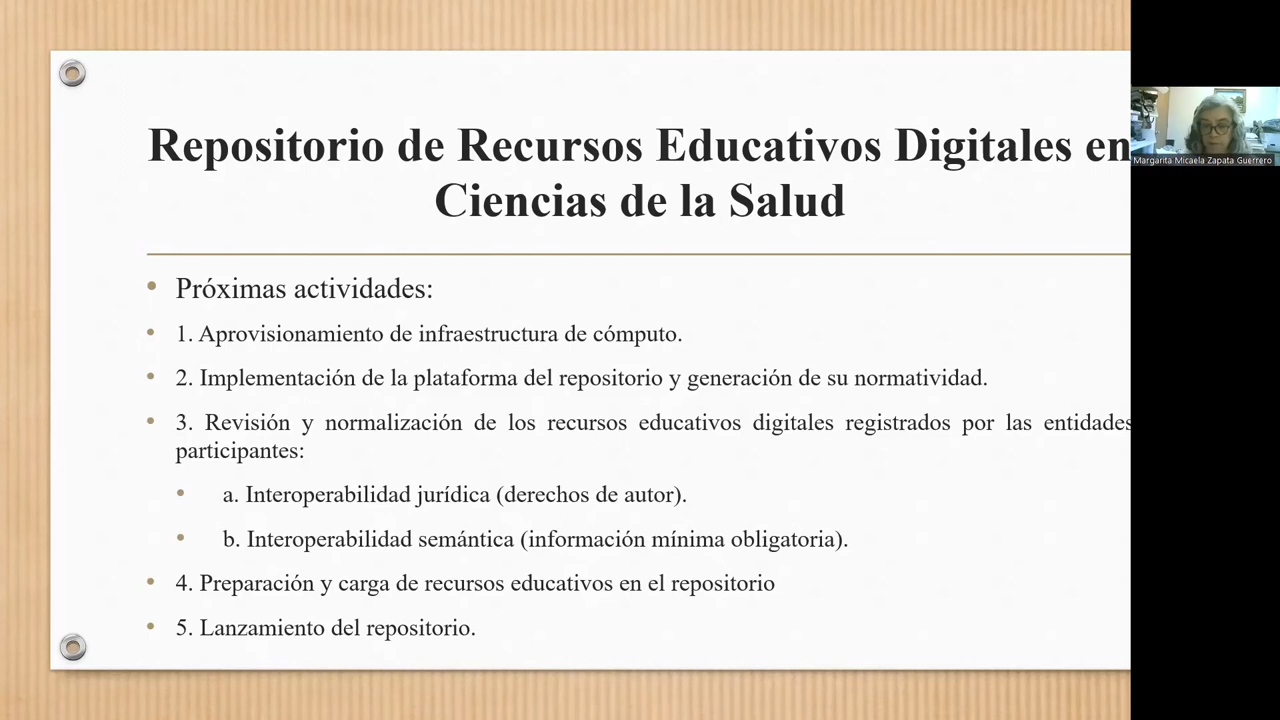 Repositorio de Recursos Educativos Digitales en
Ciencias de la Salud
Margarita Micaela Zapata Guerrero
• Próximas actividades:
• 1. Aprovisionamiento de infraestructura de cómputo.
• 2. Implementación de la plataforma del repositorio y generación de su normatividad.
• 3. Revisión y normalización de los recursos educativos digitales registrados por las entidades
participantes:
• a. Interoperabilidad jurídica (derechos de autor).
• b. Interoperabilidad semántica (información mínima obligatoria).
• 4. Preparación y carga de recursos educativos en el repositorio
• 5. Lanzamiento del repositorio.